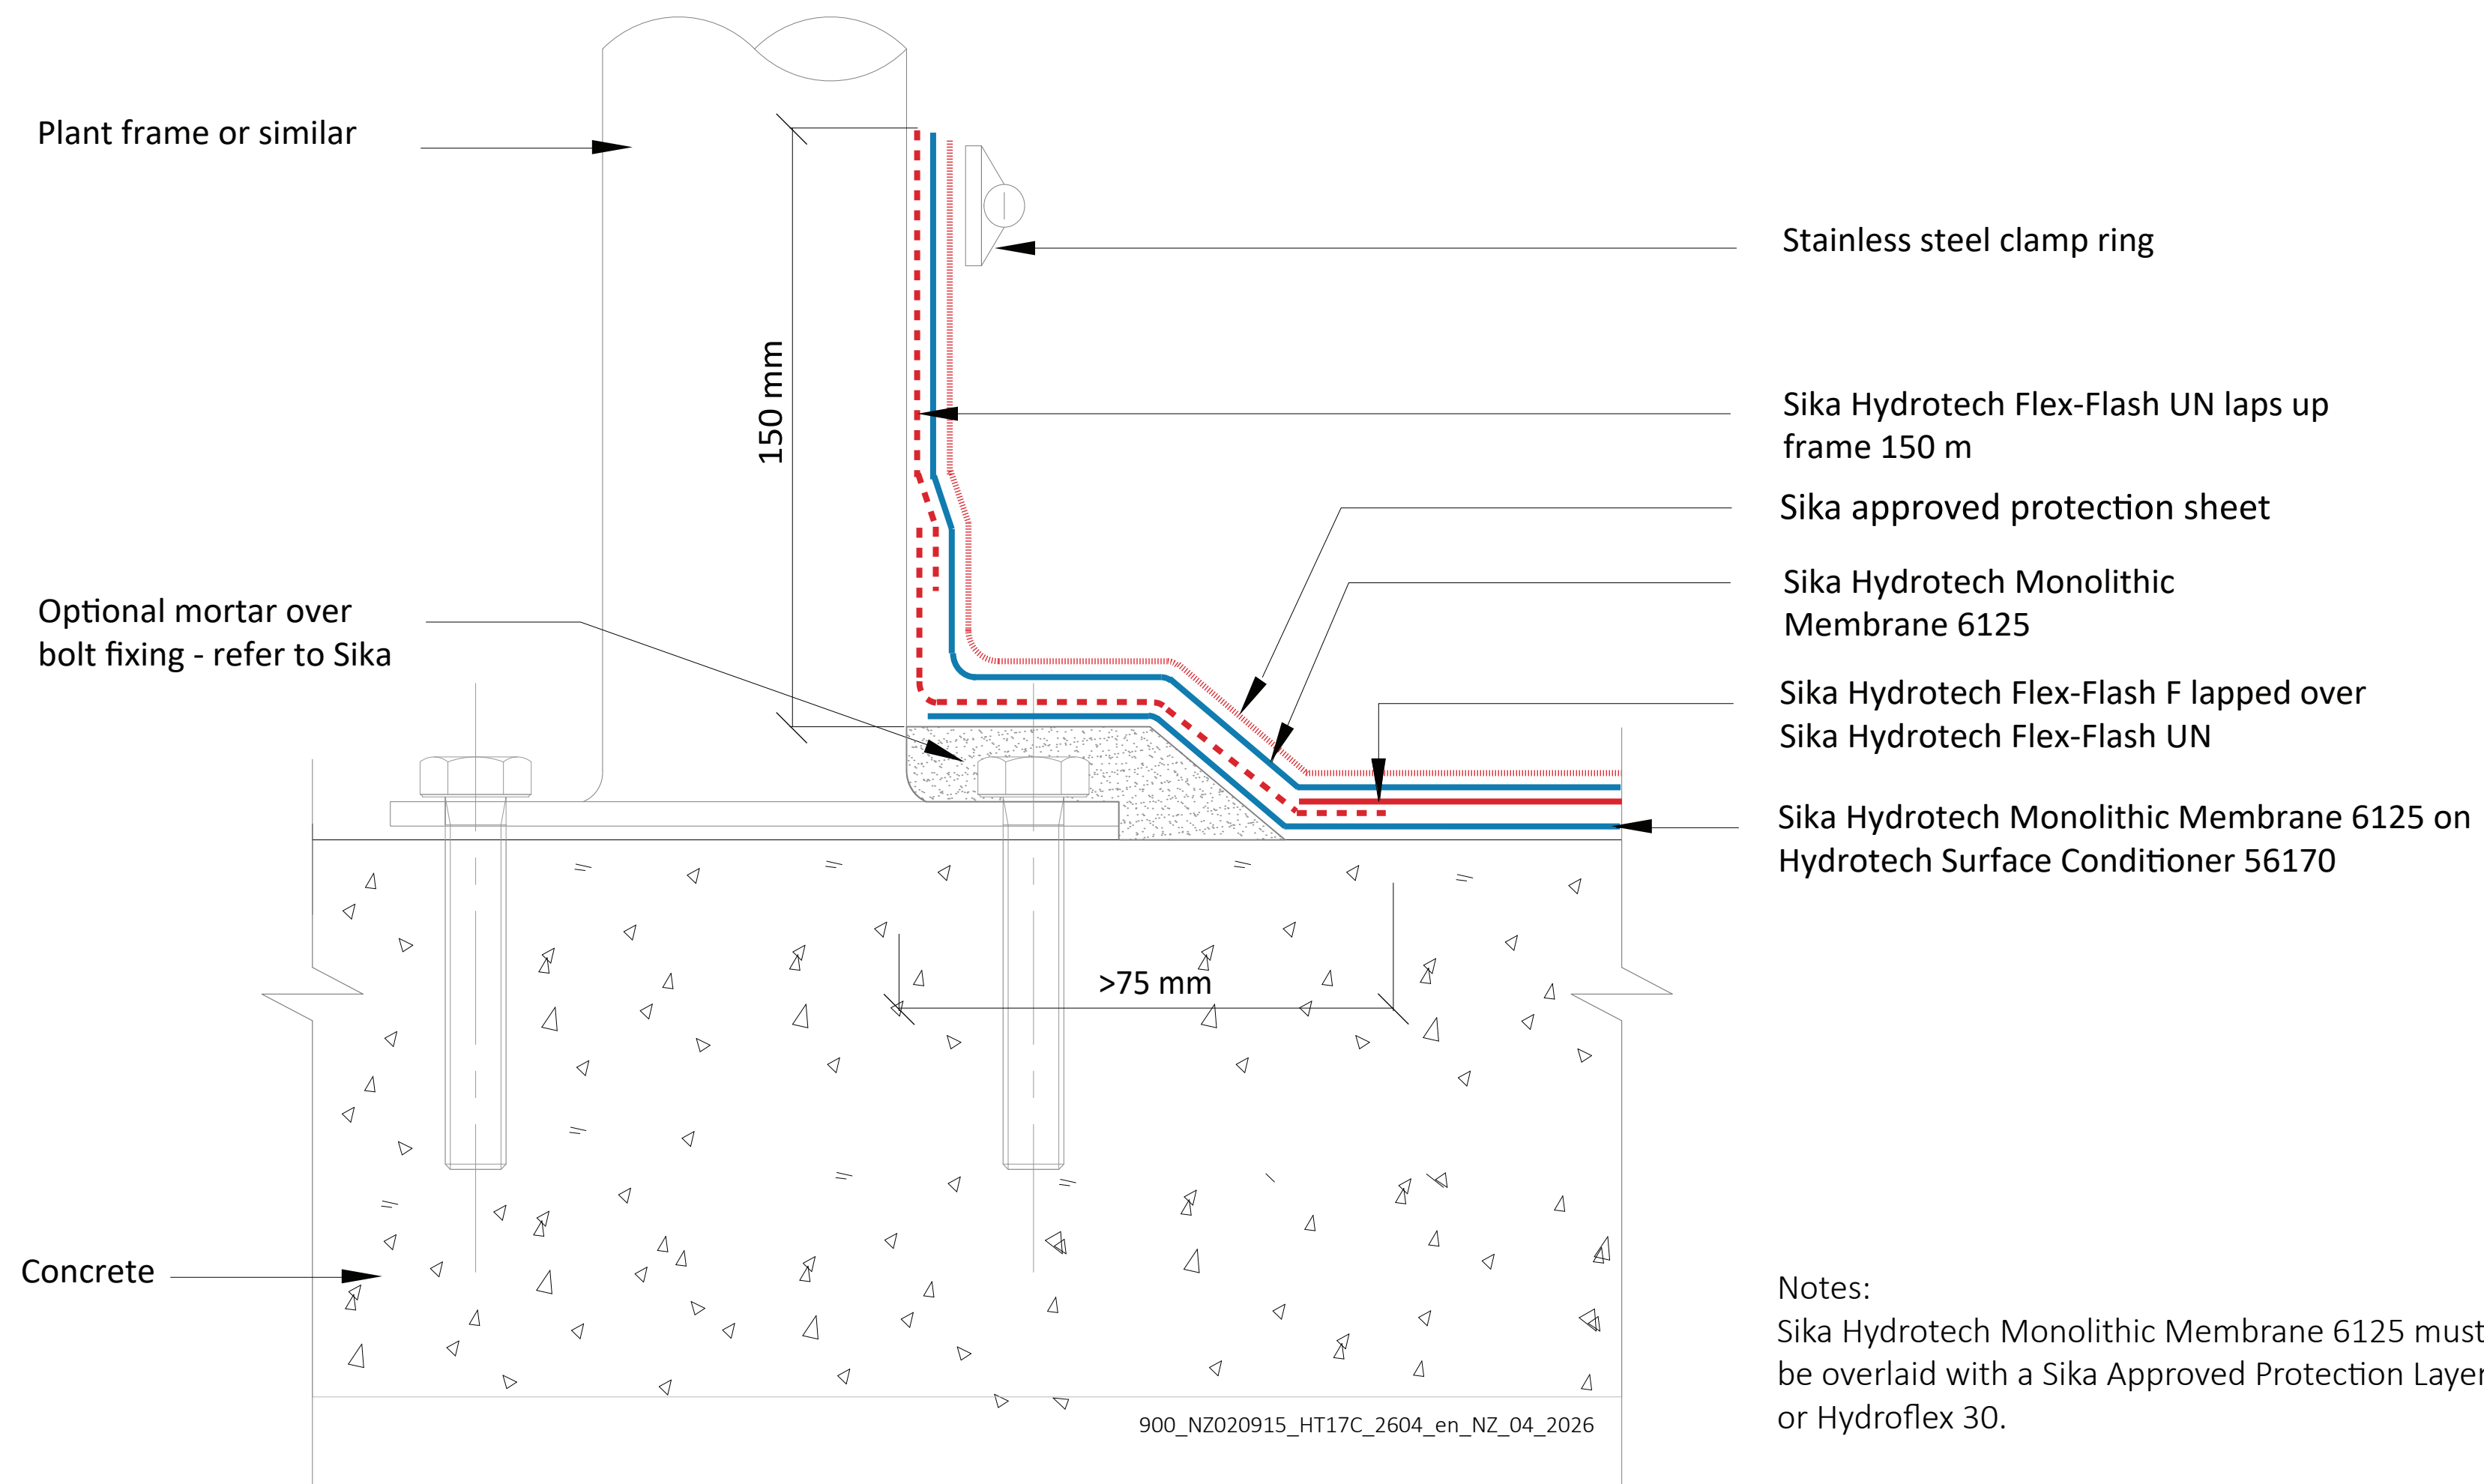 Plant frame or similar
150 mm
Optional mortar over
bolt fixing - refer to Sika
Concrete
>75 mm
Stainless steel clamp ring
Sika Hydrotech Flex-Flash UN laps up
frame 150 m
Sika approved protection sheet
Sika Hydrotech Monolithic
Membrane 6125
Sika Hydrotech Flex-Flash F lapped over
Sika Hydrotech Flex-Flash UN
Sika Hydrotech Monolithic Membrane 6125 on
Hydrotech Surface Conditioner 56170
Notes:
Sika Hydrotech Monolithic Membrane 6125 must
be overlaid with a Sika Approved Protection Layer
or Hydroflex 30.
900_NZ020915_HT17C_2604_en_NZ_04_2026